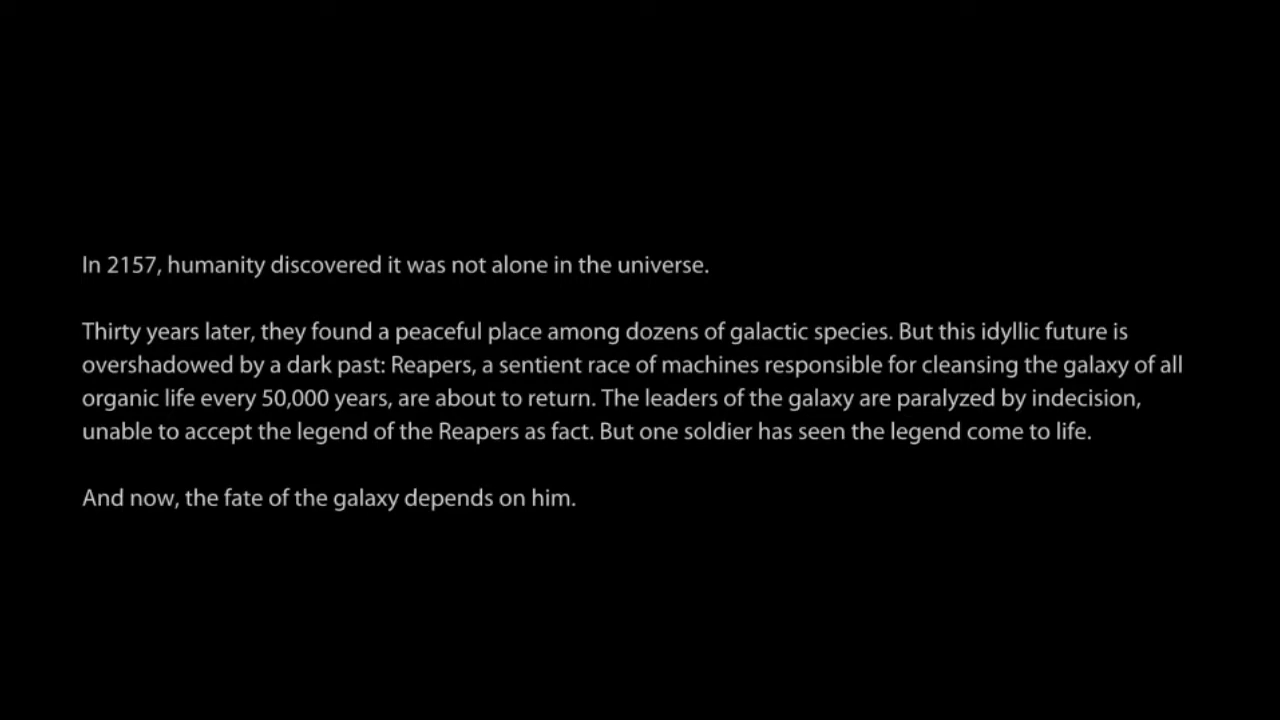 In 2157, humanity discovered it was not alone in the universe.
Thirty years later, they found a peaceful place among dozens of galactic species. But this idyllic future is
overshadowed by a dark past: Reapers, a sentient race of machines responsible for cleansing the galaxy of all
organic life every 50,000 years, are about to return. The leaders of the galaxy are paralyzed by indecision,
unable to accept the legend of the Reapers as fact. But one soldier has seen the legend come to life.
And now, the fate of the galaxy depends on him.